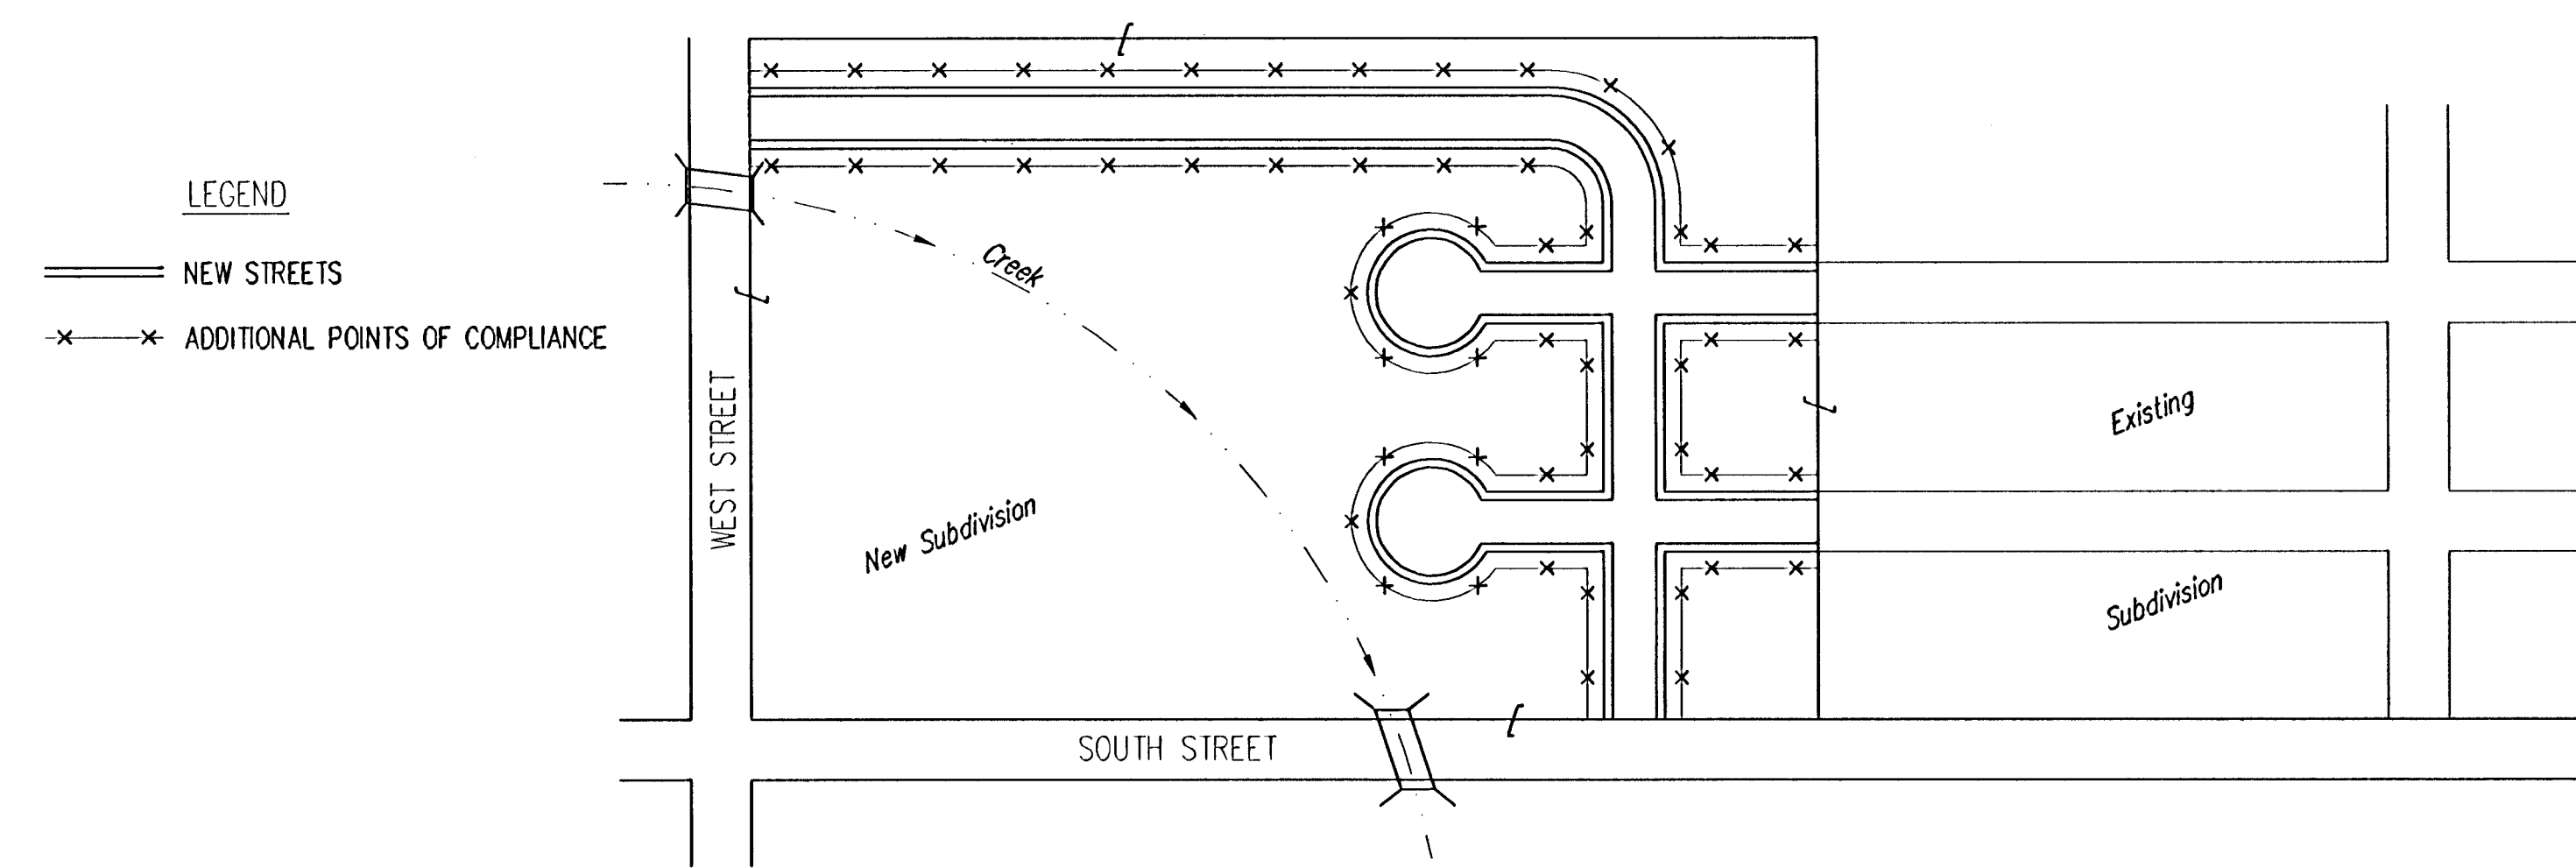 LEGEND
NEW STREETS
ADDITIONAL POINTS OF COMPLIANCE
WEST STREET
Creek
New Subdivision
SOUTH STREET
Existing
Subdivision